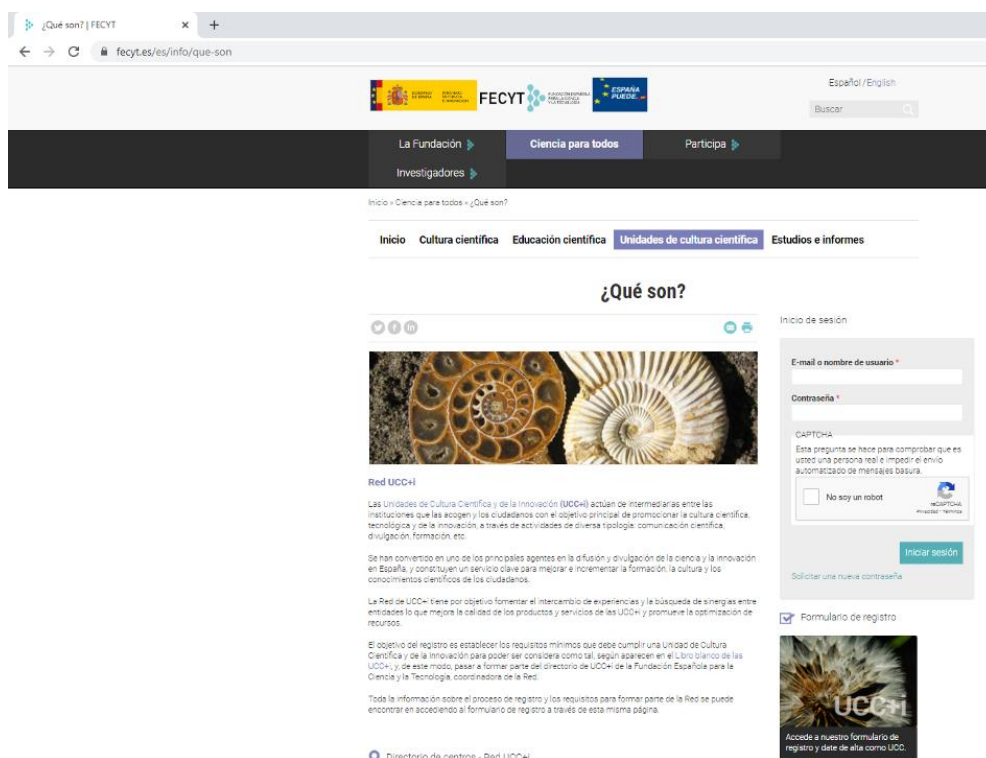 ¿Qué son? | FECYT
fecyt.es/es/info/que-son
FECYT
ESPAÑA
PUEDE.
Español / English
Buscar
La Fundación
Ciencia para todos
Participa
Investigadores
Inicio » Ciencia para todos » ¿Qué son?
Inicio Cultura científica Educación científica Unidades de cultura científica Estudios e informes
¿Qué son?
Inicio de sesión
E-mail o nombre de usuario *
Contraseña *
CAPTCHA
Esta pregunta se hace para comprobar que es
usted una persona real e impedir el envío
automatizado de mensajes basura.
No soy un robot
reCAPTCHA
Privacidad - Términos
Iniciar sesión
Solicitar una nueva contraseña
Formulario de registro
UCC+i
Accede a nuestro formulario de
registro y date de alta como UCC.
Red UCC+i
Las Unidades de Cultura Científica y de la Innovación (UCC+i) actúan de intermediarias entre las
instituciones que las acogen y los ciudadanos con el objetivo principal de promocionar la cultura científica,
tecnológica y de la innovación, a través de actividades de diversa tipología: comunicación científica,
divulgación, formación, etc.
Se han convertido en uno de los principales agentes en la difusión y divulgación de la ciencia y la innovación
en España, y constituyen un servicio clave para mejorar e incrementar la formación, la cultura y los
conocimientos científicos de los ciudadanos.
La Red de UCC+i tiene por objetivo fomentar el intercambio de experiencias y la búsqueda de sinergias entre
entidades lo que mejora la calidad de los productos y servicios de las UCC+i y promueve la optimización de
recursos.
El objetivo del registro es establecer los requisitos mínimos que debe cumplir una Unidad de Cultura
Científica y de la Innovación para poder ser considera como tal, según aparecen en el Libro blanco de las
UCC+i, y, de este modo, pasar a formar parte del directorio de UCC+i de la Fundación Española para la
Ciencia y la Tecnología, coordinadora de la Red.
Toda la información sobre el proceso de registro y los requisitos para formar parte de la Red se puede
encontrar en accediendo al formulario de registro a través de esta misma página.
Directorio de centros - Red UCC+i